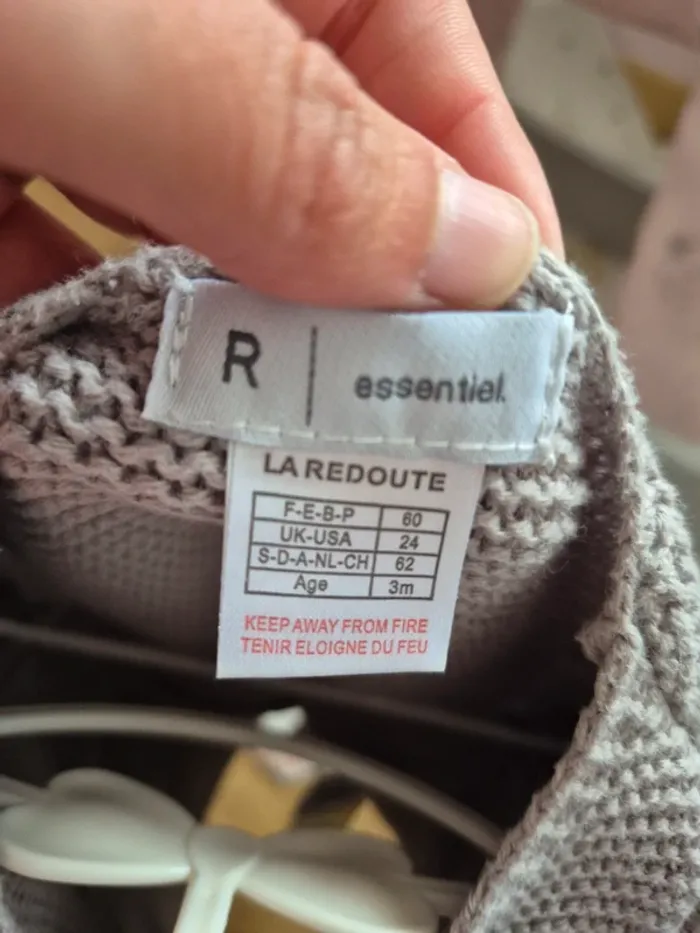 R | essentiel.
LA REDOUTE
F-E-B-P 60
UK-USA 24
S-D-A-NL-CH 62
Age 3m
KEEP AWAY FROM FIRE
TENIR ELOIGNE DU FEU